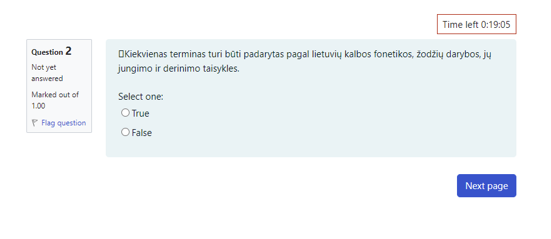 Time left 0:19:05
Question 2
Not yet
answered
Marked out of
1.00
Flag question
Kiekvienas terminas turi būti padarytas pagal lietuvių kalbos fonetikos, žodžių darybos, jų
jungimo ir derinimo taisykles.
Select one:
True
False
Next page